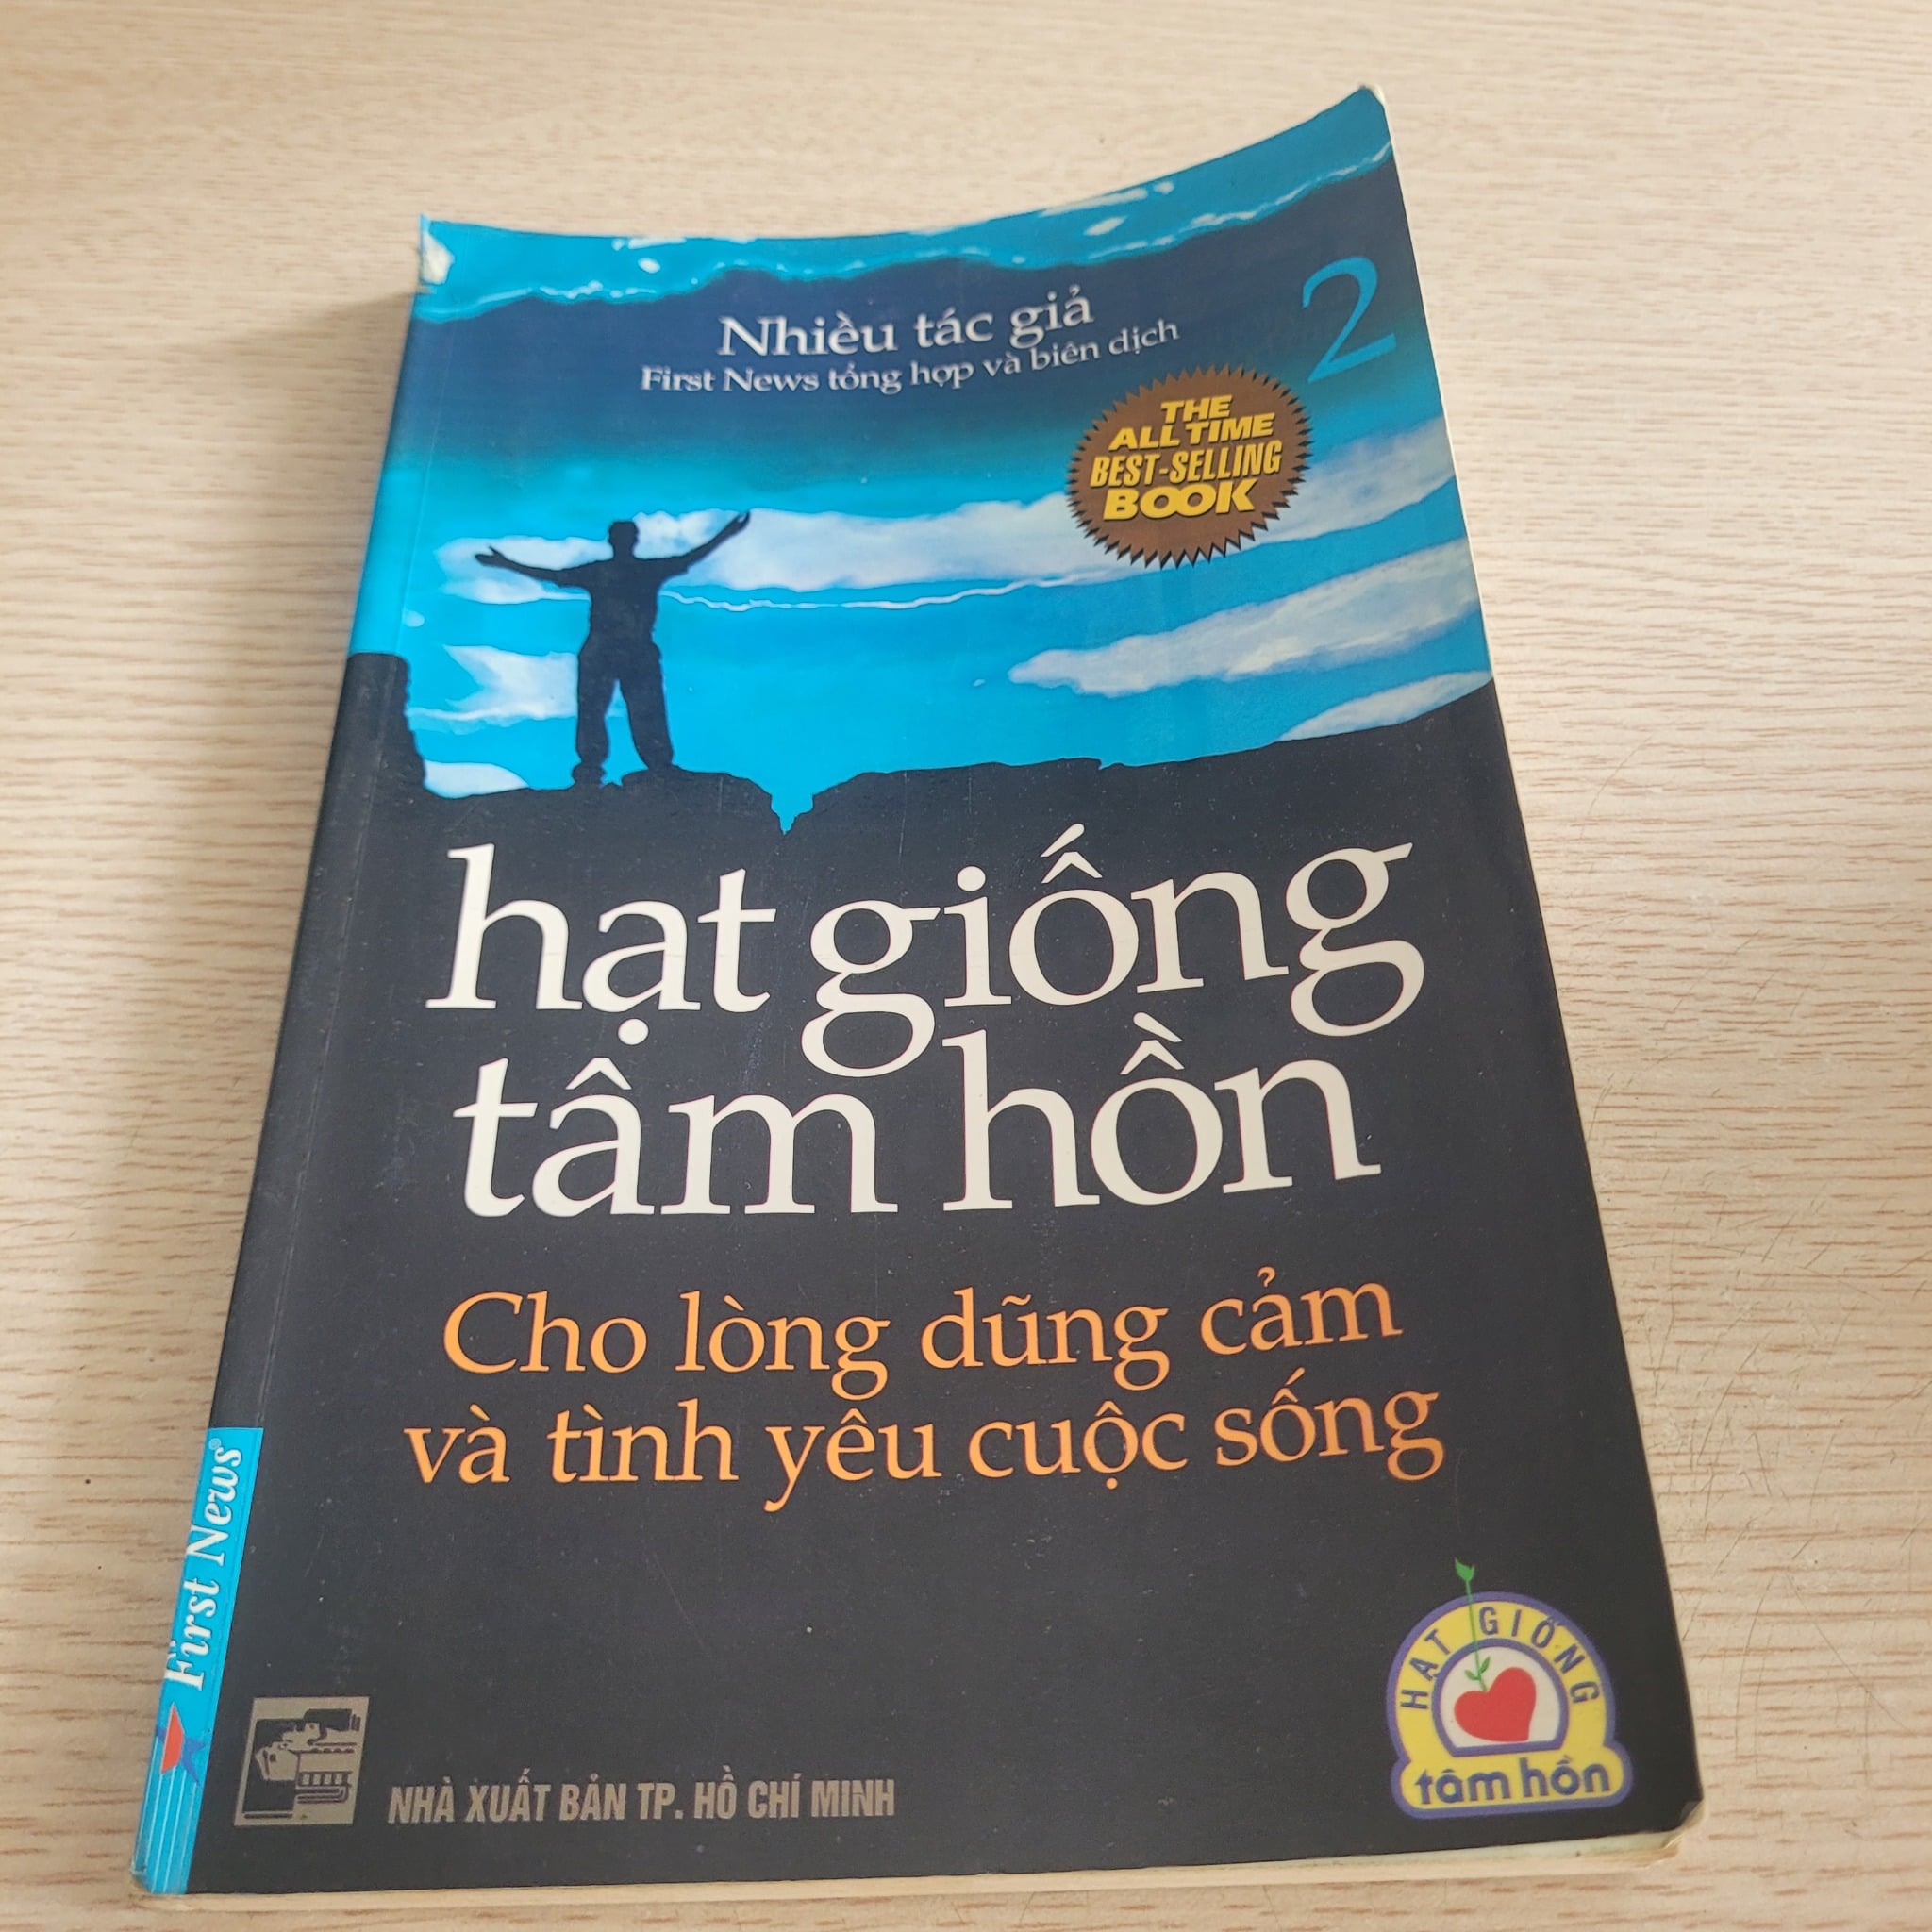 Nhiều tác giả
First News tổng hợp và biên dịch
2
THE
ALL TIME
BEST-SELLING
BOOK
hạt giống
tâm hồn
Cho lòng dũng cảm
và tình yêu cuộc sống
First News®
NHÀ XUẤT BẢN TP. HỒ CHÍ MINH
HẠT GIỐNG
tâm hồn